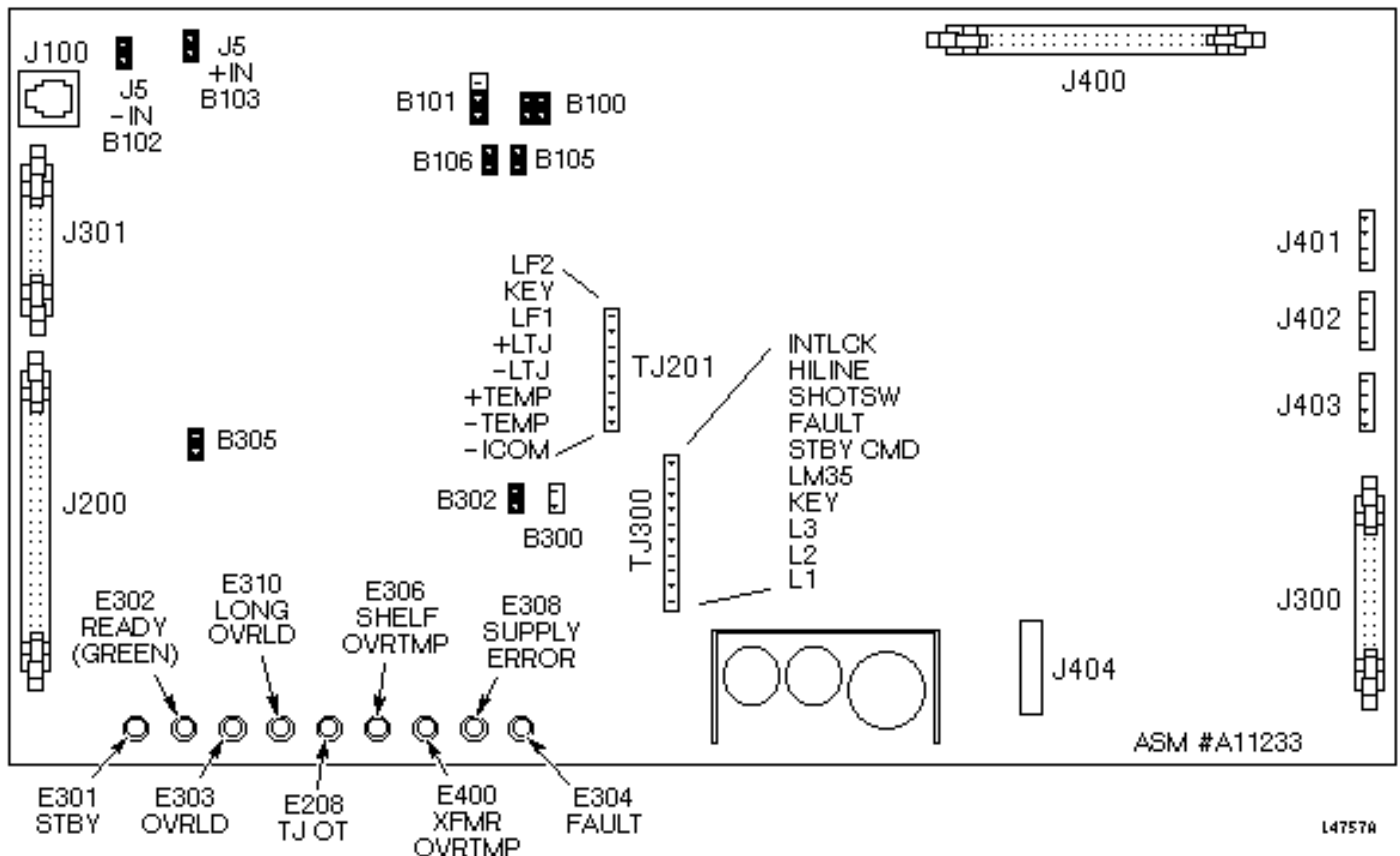 J100
J5
-IN
B102
J5
+IN
B103
B101
B100
B106
B105
J400
J301
J401
J402
J403
LF2
KEY
LF1
+LTJ
-LTJ
+TEMP
-TEMP
-ICOM
TJ201
INTLCK
HILINE
SHOTSW
FAULT
STBY CMD
LM35
KEY
L3
L2
L1
TJ300
B305
B302
B300
J200
J300
J404
E302
READY
(GREEN)
E310
LONG
OVRLD
E306
SHELF
OVRTMP
E308
SUPPLY
ERROR
E301
STBY
E303
OVRLD
E208
TJ OT
E400
XFMR
OVRTMP
E304
FAULT
ASM #A11233
L4757A